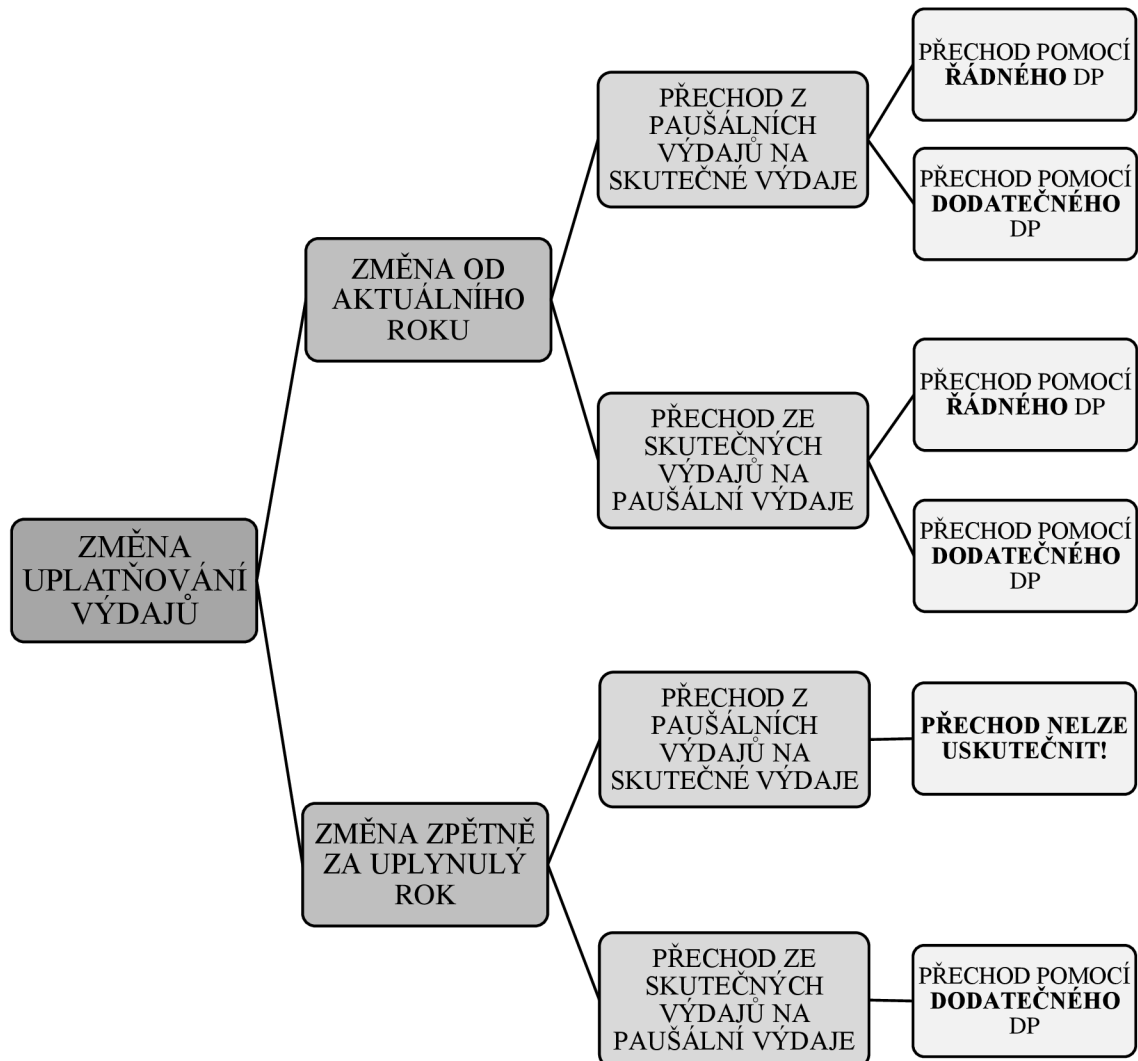 ZMĚNA
UPLATŇOVÁNÍ
VÝDAJŮ
ZMĚNA OD
AKTUÁLNÍHO
ROKU
PŘECHOD Z
PAUŠÁLNÍCH
VÝDAJŮ NA
SKUTEČNÉ VÝDAJE
PŘECHOD POMOCÍ
ŘÁDNÉHO DP
PŘECHOD POMOCÍ
DODATEČNÉHO
DP
PŘECHOD ZE
SKUTEČNÝCH
VÝDAJŮ NA
PAUŠÁLNÍ VÝDAJE
PŘECHOD POMOCÍ
ŘÁDNÉHO DP
PŘECHOD POMOCÍ
DODATEČNÉHO
DP
ZMĚNA ZPĚTNĚ
ZA UPLYNULÝ
ROK
PŘECHOD Z
PAUŠÁLNÍCH
VÝDAJŮ NA
SKUTEČNÉ VÝDAJE
PŘECHOD NELZE
USKUTEČNIT!
PŘECHOD ZE
SKUTEČNÝCH
VÝDAJŮ NA
PAUŠÁLNÍ VÝDAJE
PŘECHOD POMOCÍ
DODATEČNÉHO
DP